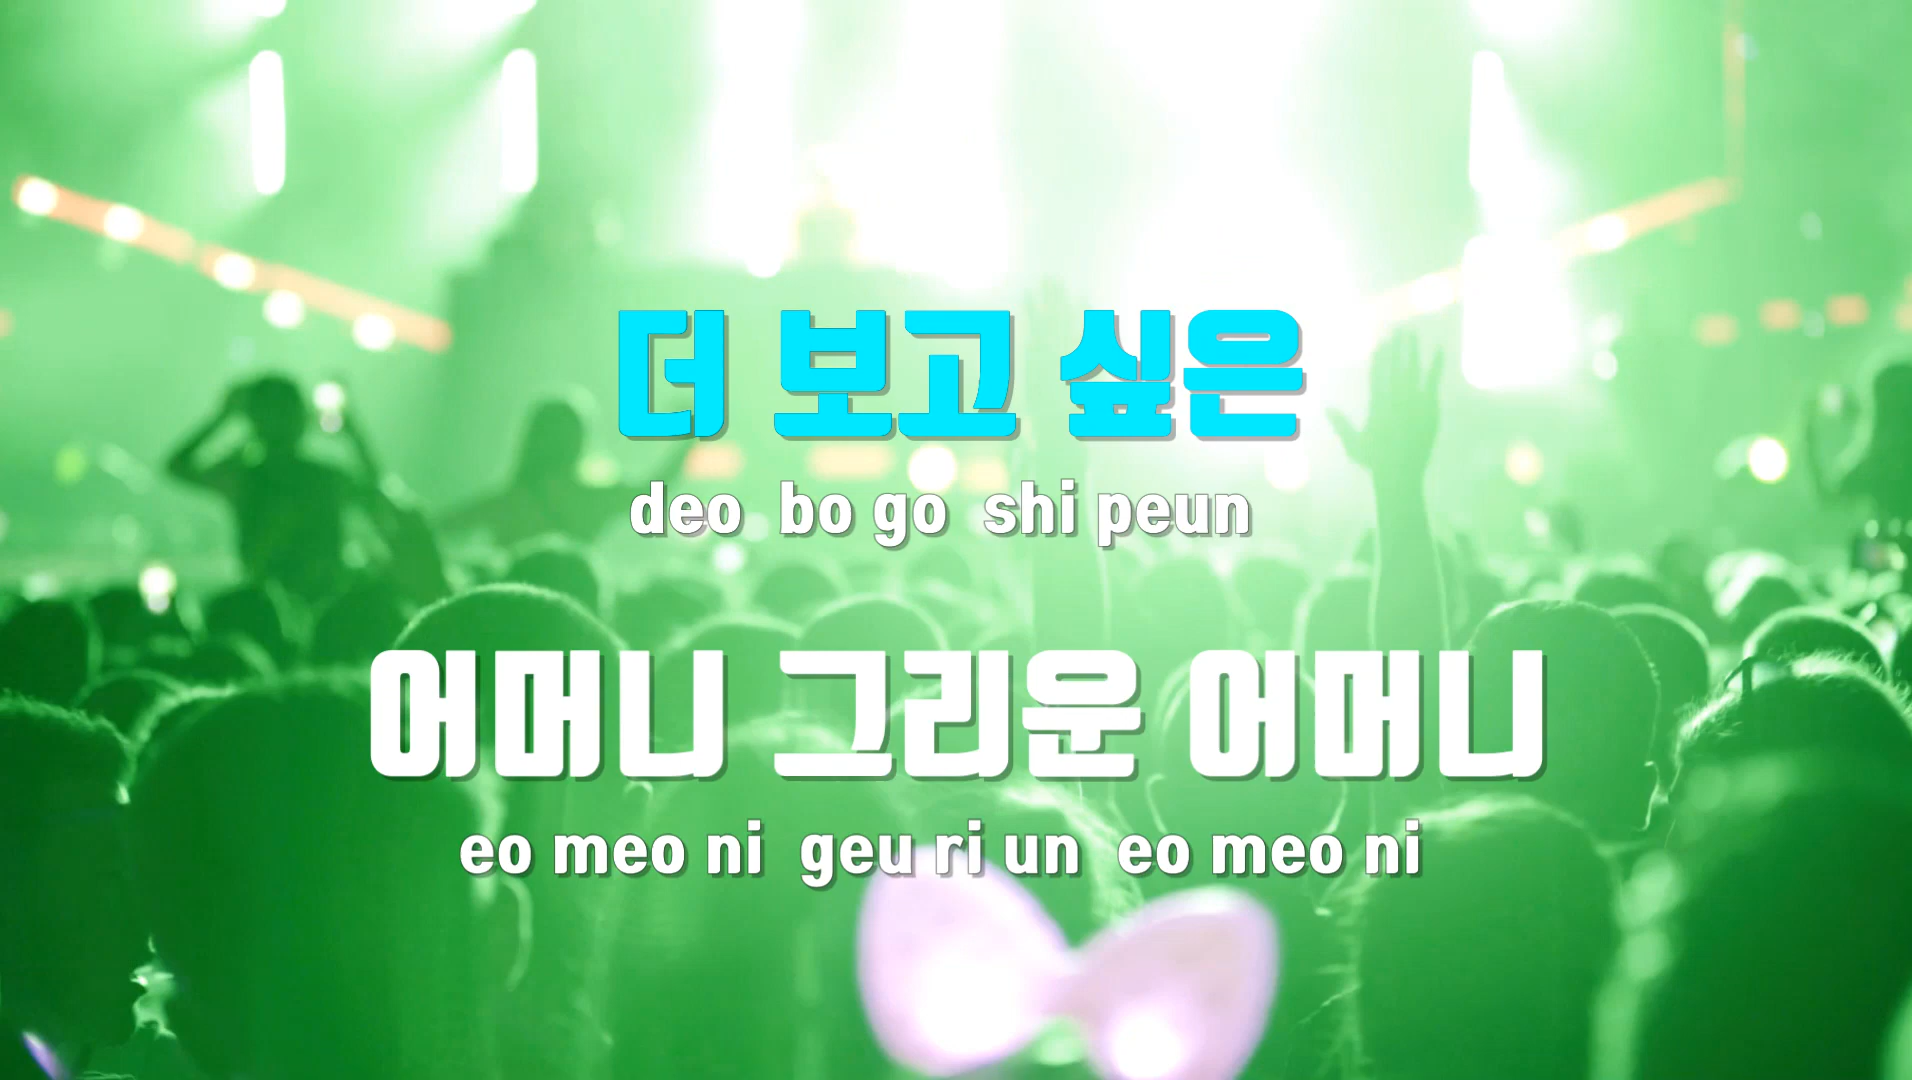 더 보고 싶은
deo bo go shi peun
어머니 그리운 어머니
eo meo ni geu ri un eo meo ni